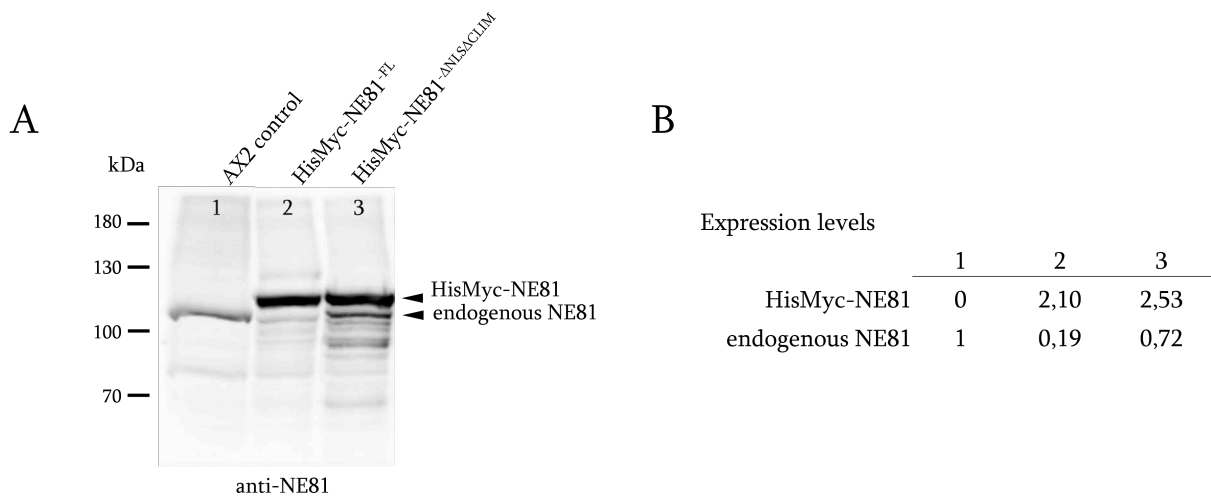 A
AX2 control
HisMyc-NE81-FL
HisMyc-NE81-ΔNLSΔCLIM
kDa
1 2 3
180
130
100
70
HisMyc-NE81
endogenous NE81
anti-NE81
B
Expression levels
1 2 3
HisMyc-NE81 0 2,10 2,53
endogenous NE81 1 0,19 0,72